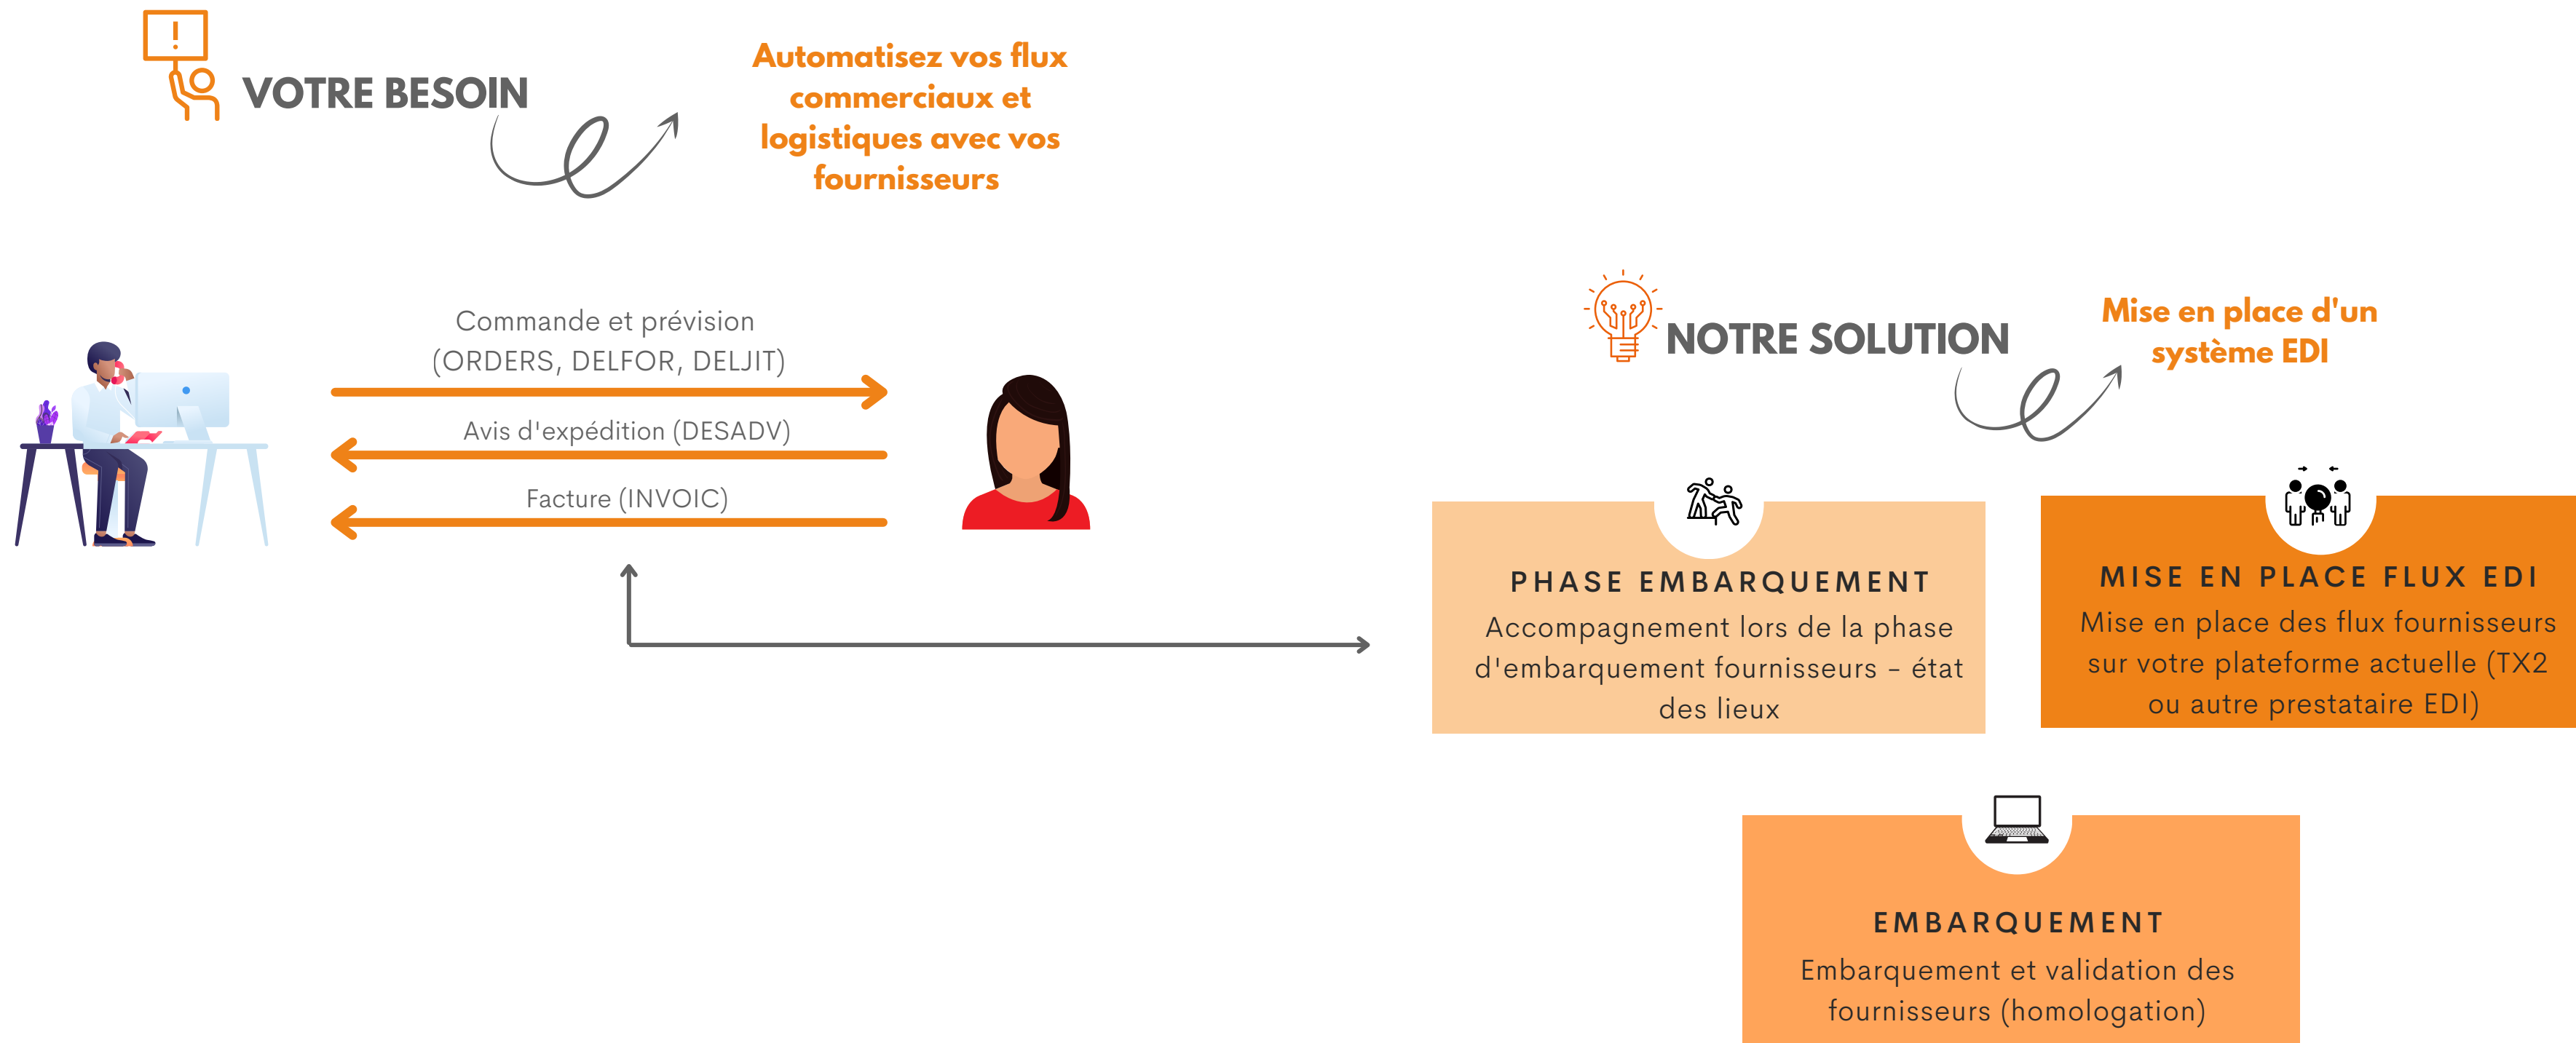 VOTRE BESOIN
Automatisez vos flux
commerciaux et
logistiques avec vos
fournisseurs
Commande et prévision
(ORDERS, DELFOR, DELJIT)
Avis d'expédition (DESADV)
Facture (INVOIC)
NOTRE SOLUTION
Mise en place d'un
système EDI
PHASE EMBARQUEMENT
Accompagnement lors de la phase
d'embarquement fournisseurs - état
des lieux
MISE EN PLACE FLUX EDI
Mise en place des flux fournisseurs
sur votre plateforme actuelle (TX2
ou autre prestataire EDI)
EMBARQUEMENT
Embarquement et validation des
fournisseurs (homologation)